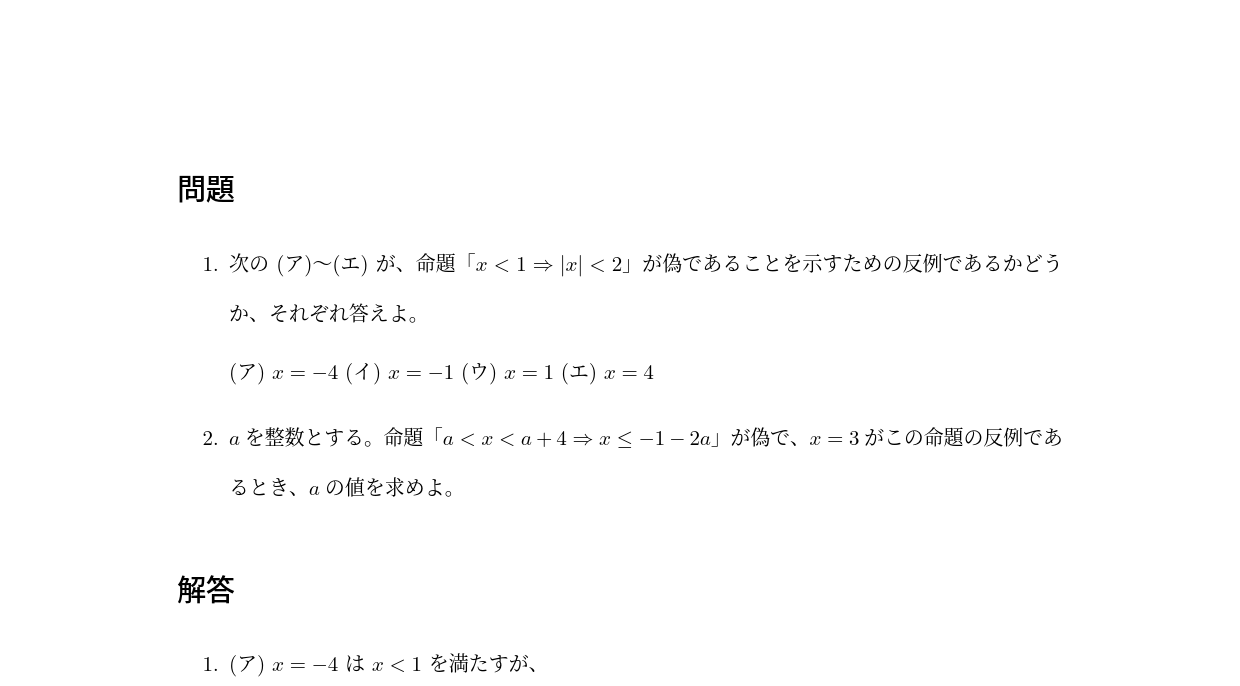 問題
1. 次の (ア)〜(エ) が、命題「x < 1 ⇒ |x| < 2」が偽であることを示すための反例であるかどう
か、それぞれ答えよ。
(ア) x = −4 (イ) x = −1 (ウ) x = 1 (エ) x = 4
2. a を整数とする。命題「a < x < a + 4 ⇒ x ≤ −1 − 2a」が偽で、x = 3 がこの命題の反例であ
るとき、a の値を求めよ。
解答
1. (ア) x = −4 は x < 1 を満たすが、